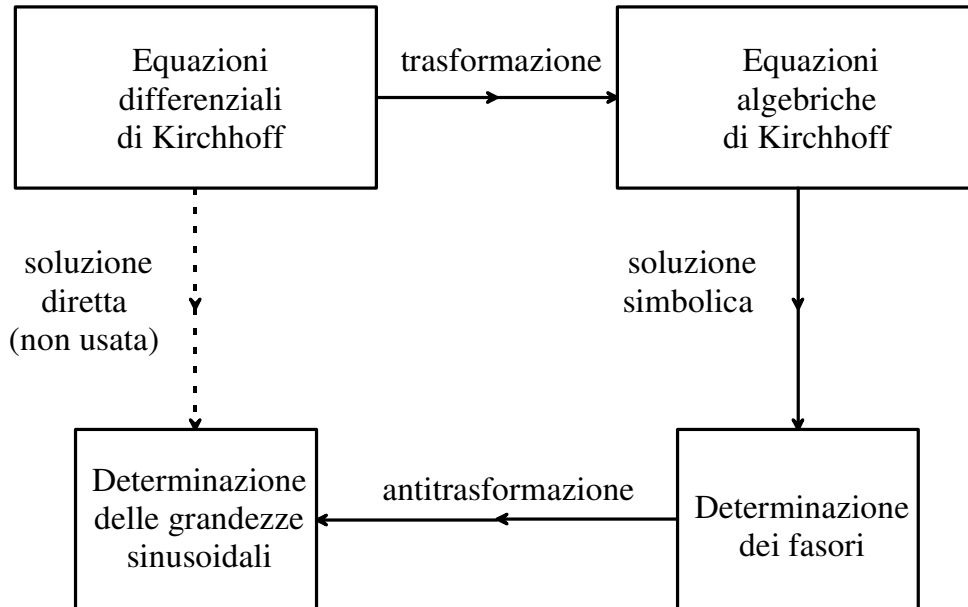 Equazioni
differenziali
di Kirchhoff
trasformazione
Equazioni
algebriche
di Kirchhoff
soluzione
diretta
(non usata)
soluzione
simbolica
Determinazione
delle grandezze
sinusoidali
antitrasformazione
Determinazione
dei fasori